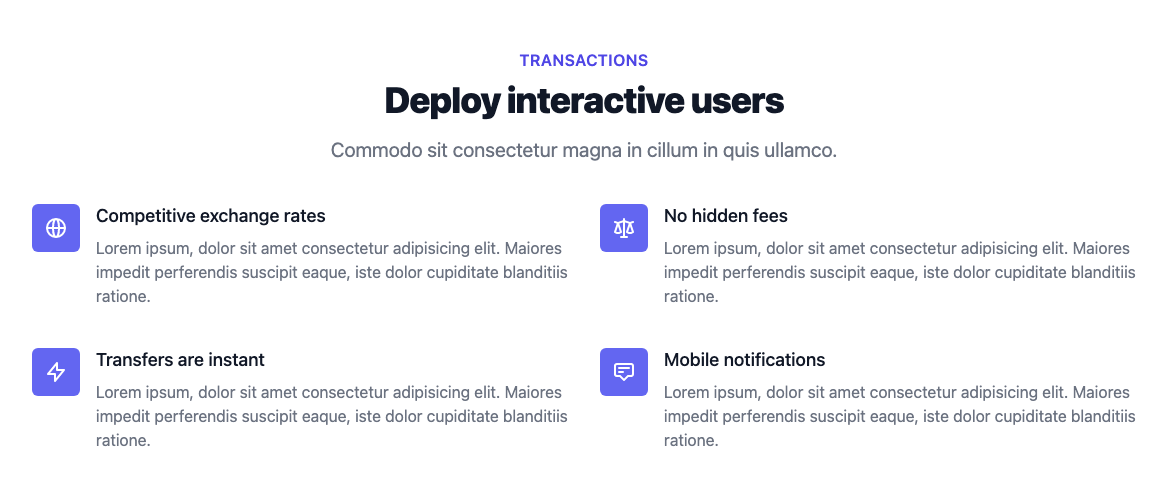 TRANSACTIONS
Deploy interactive users
Commodo sit consectetur magna in cillum in quis ullamco.
Competitive exchange rates
Lorem ipsum, dolor sit amet consectetur adipisicing elit. Maiores
impedit perferendis suscipit eaque, iste dolor cupiditate blanditiis
ratione.
No hidden fees
Lorem ipsum, dolor sit amet consectetur adipisicing elit. Maiores
impedit perferendis suscipit eaque, iste dolor cupiditate blanditiis
ratione.
Transfers are instant
Lorem ipsum, dolor sit amet consectetur adipisicing elit. Maiores
impedit perferendis suscipit eaque, iste dolor cupiditate blanditiis
ratione.
Mobile notifications
Lorem ipsum, dolor sit amet consectetur adipisicing elit. Maiores
impedit perferendis suscipit eaque, iste dolor cupiditate blanditiis
ratione.